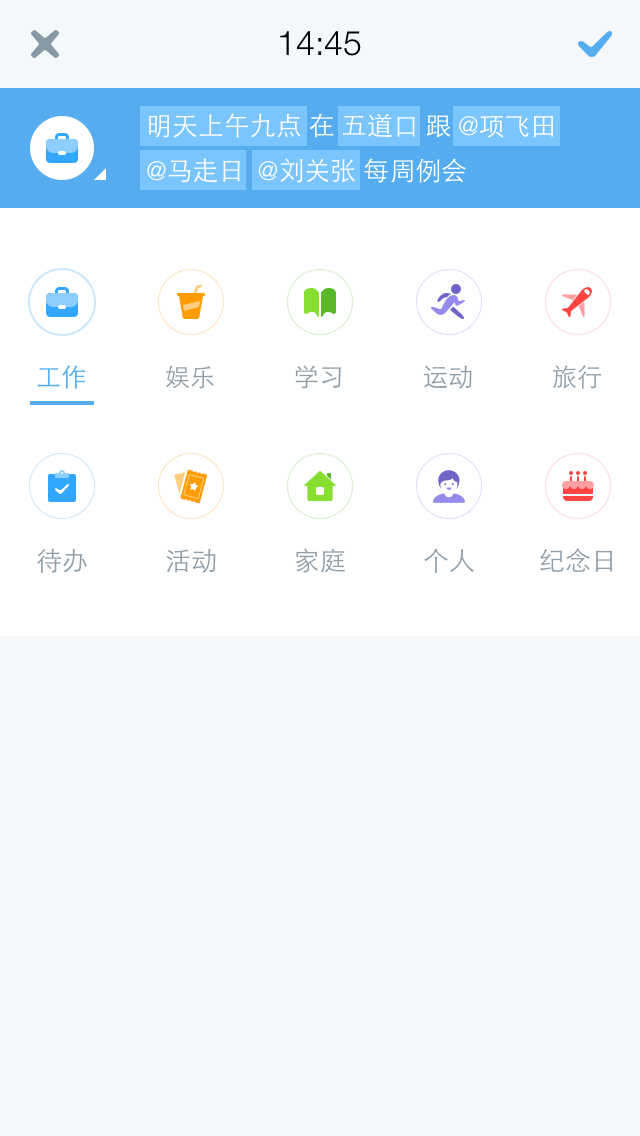 14:45
明天上午九点 在 五道口 跟 @项飞田
@马走日 @刘关张 每周例会
工作 娱乐 学习 运动 旅行
待办 活动 家庭 个人 纪念日